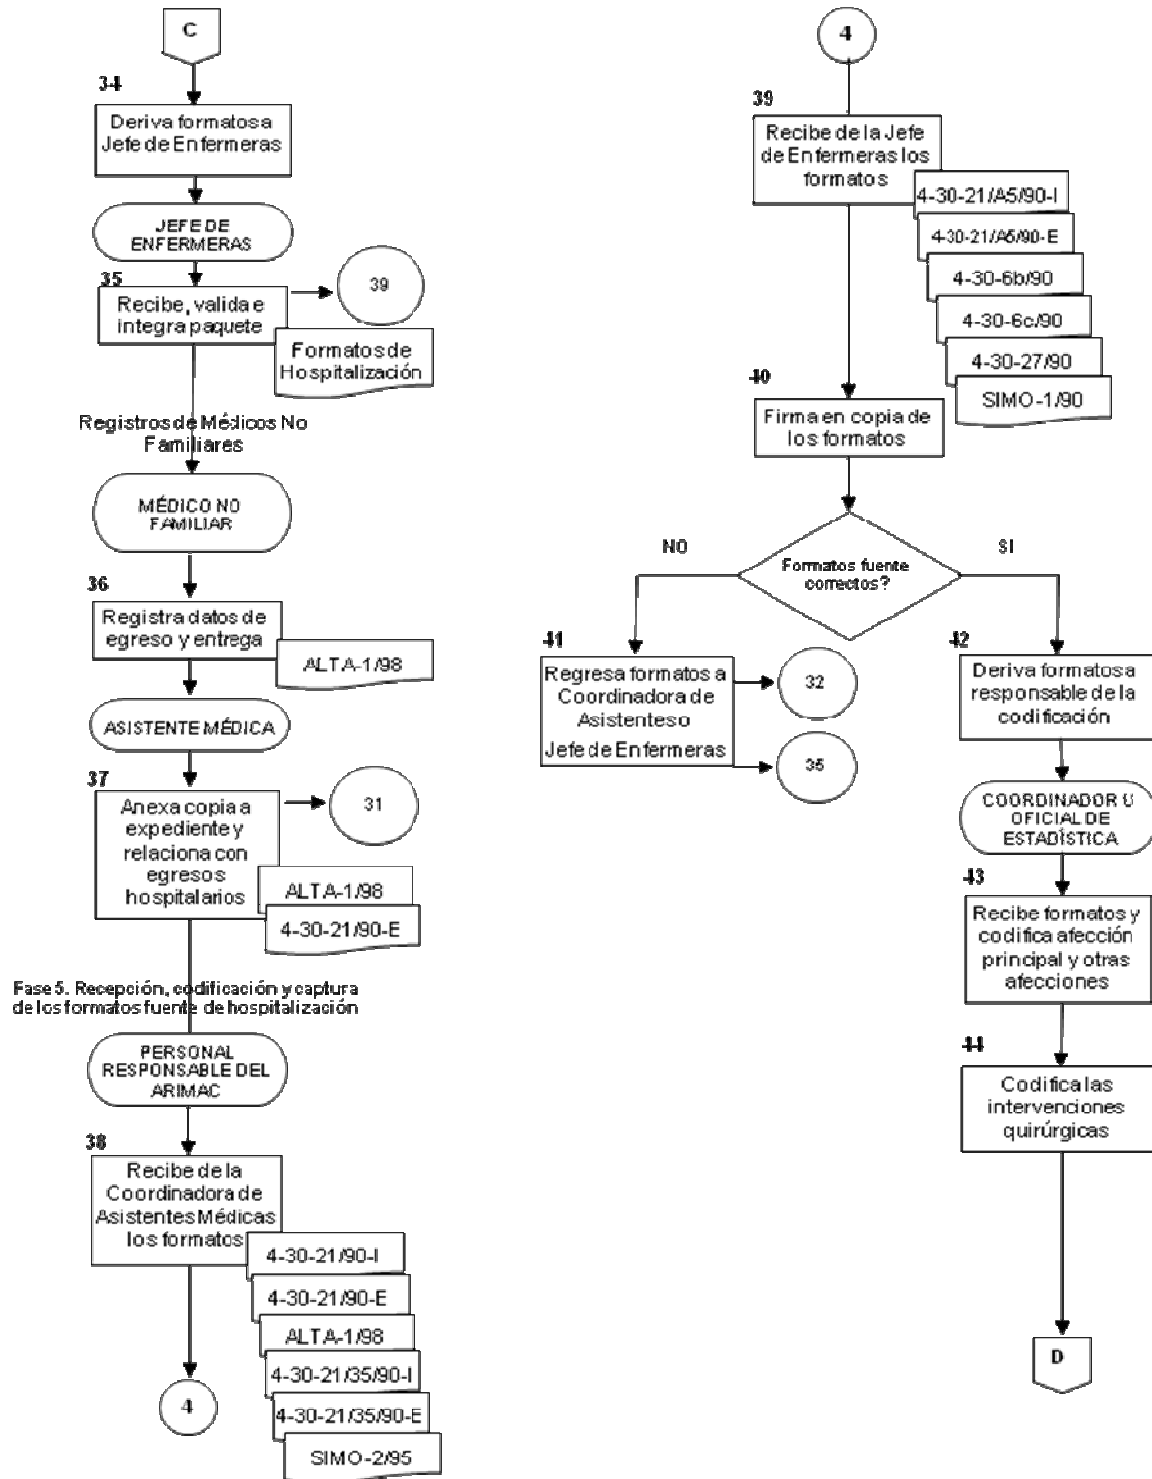 C
34
Deriva formatos a
Jefe de Enfermeras
JEFE DE
ENFERMERAS
35
Recibe, valida e
integra paquete
39
Formatos de
Hospitalización
Registros de Médicos No
Familiares
MÉDICO NO
FAMILIAR
36
Registra datos de
egreso y entrega
ALTA-1/98
ASISTENTE MÉDICA
37
Anexa copia a
expediente y
relaciona con
egresos
hospitalarios
31
ALTA-1/98
4-30-21/90-E
Fase 5. Recepción, codificación y captura
de los formatos fuente de hospitalización
PERSONAL
RESPONSABLE DEL
ARIMAC
38
Recibe de la
Coordinadora de
Asistentes Médicas
los formatos
4-30-21/90-I
4-30-21/90-E
ALTA-1/98
4-30-21/35/90-I
4-30-21/35/90-E
SIMO-2/95
4
4
39
Recibe de la Jefe
de Enfermeras los
formatos
4-30-21/A5/90-I
4-30-21/A5/90-E
4-30-6b/90
4-30-6c/90
4-30-27/90
SIMO-1/90
40
Firma en copia de
los formatos
Formatos fuente
correctos?
NO
SI
41
Regresa formatos a
Coordinadora de
Asistentes o
Jefe de Enfermeras
32
35
42
Deriva formatos a
responsable de la
codificación
COORDINADOR U
OFICIAL DE
ESTADÍSTICA
43
Recibe formatos y
codifica afección
principal y otras
afecciones
44
Codifica las
intervenciones
quirúrgicas
D